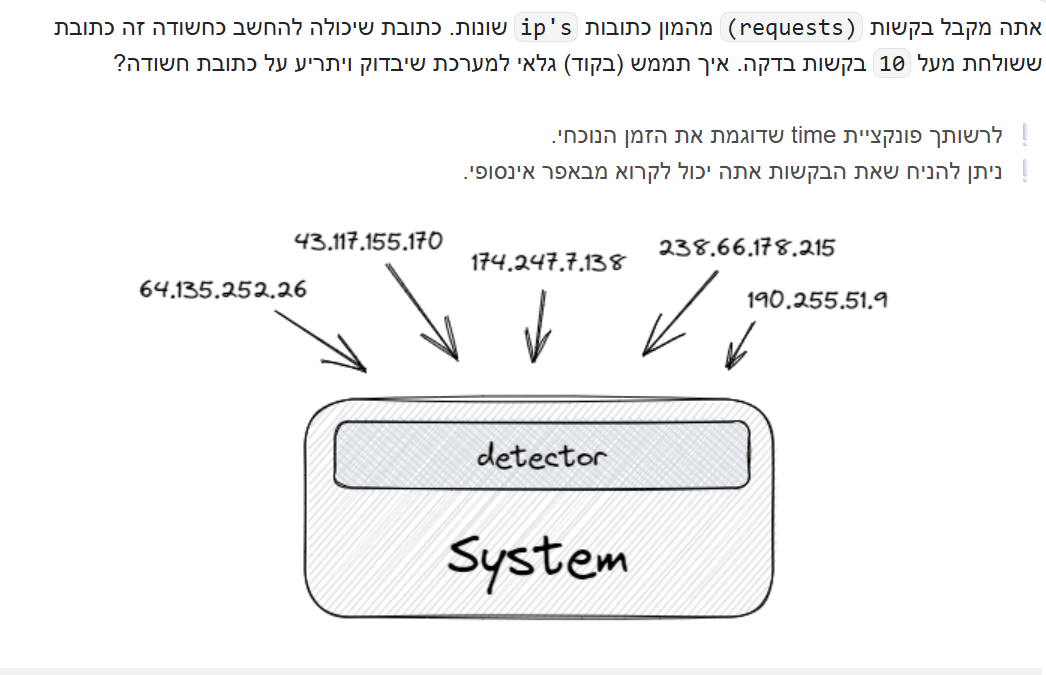 אתה מקבל בקשות (requests) מהמון כתובות ip's שונות. כתובת שיכולה להחשב כחשודה זה כתובת
ששולחת מעל 10 בקשות בדקה. איך תממש (בקוד) גלאי למערכת שיבדוק ויתריע על כתובת חשודה?
❕ לרשותך פונקציית time שדוגמת את הזמן הנוכחי.
❕ ניתן להניח שאת הבקשות אתה יכול לקרוא מבאפר אינסופי.
43.117.155.170
238.66.178.215
174.247.7.138
64.135.252.26
190.255.51.9
detector
System